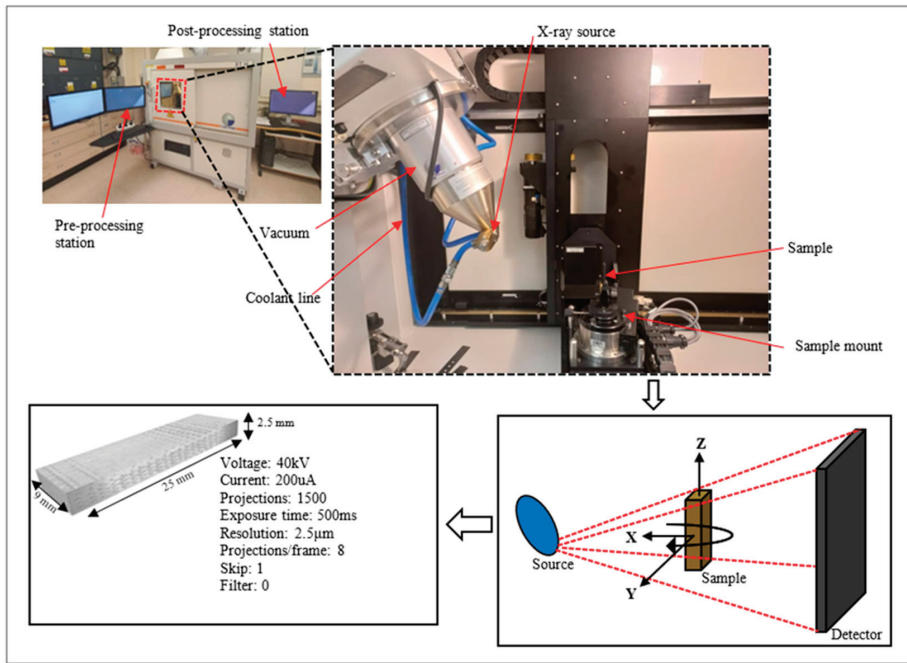 Post-processing station
X-ray source
Pre-processing
station
Vacuum
Coolant line
Sample
Sample mount
2.5 mm
25 mm
9 mm
Voltage: 40kV
Current: 200uA
Projections: 1500
Exposure time: 500ms
Resolution: 2.5µm
Projections/frame: 8
Skip: 1
Filter: 0
Z
X
Y
Source
Sample
Detector